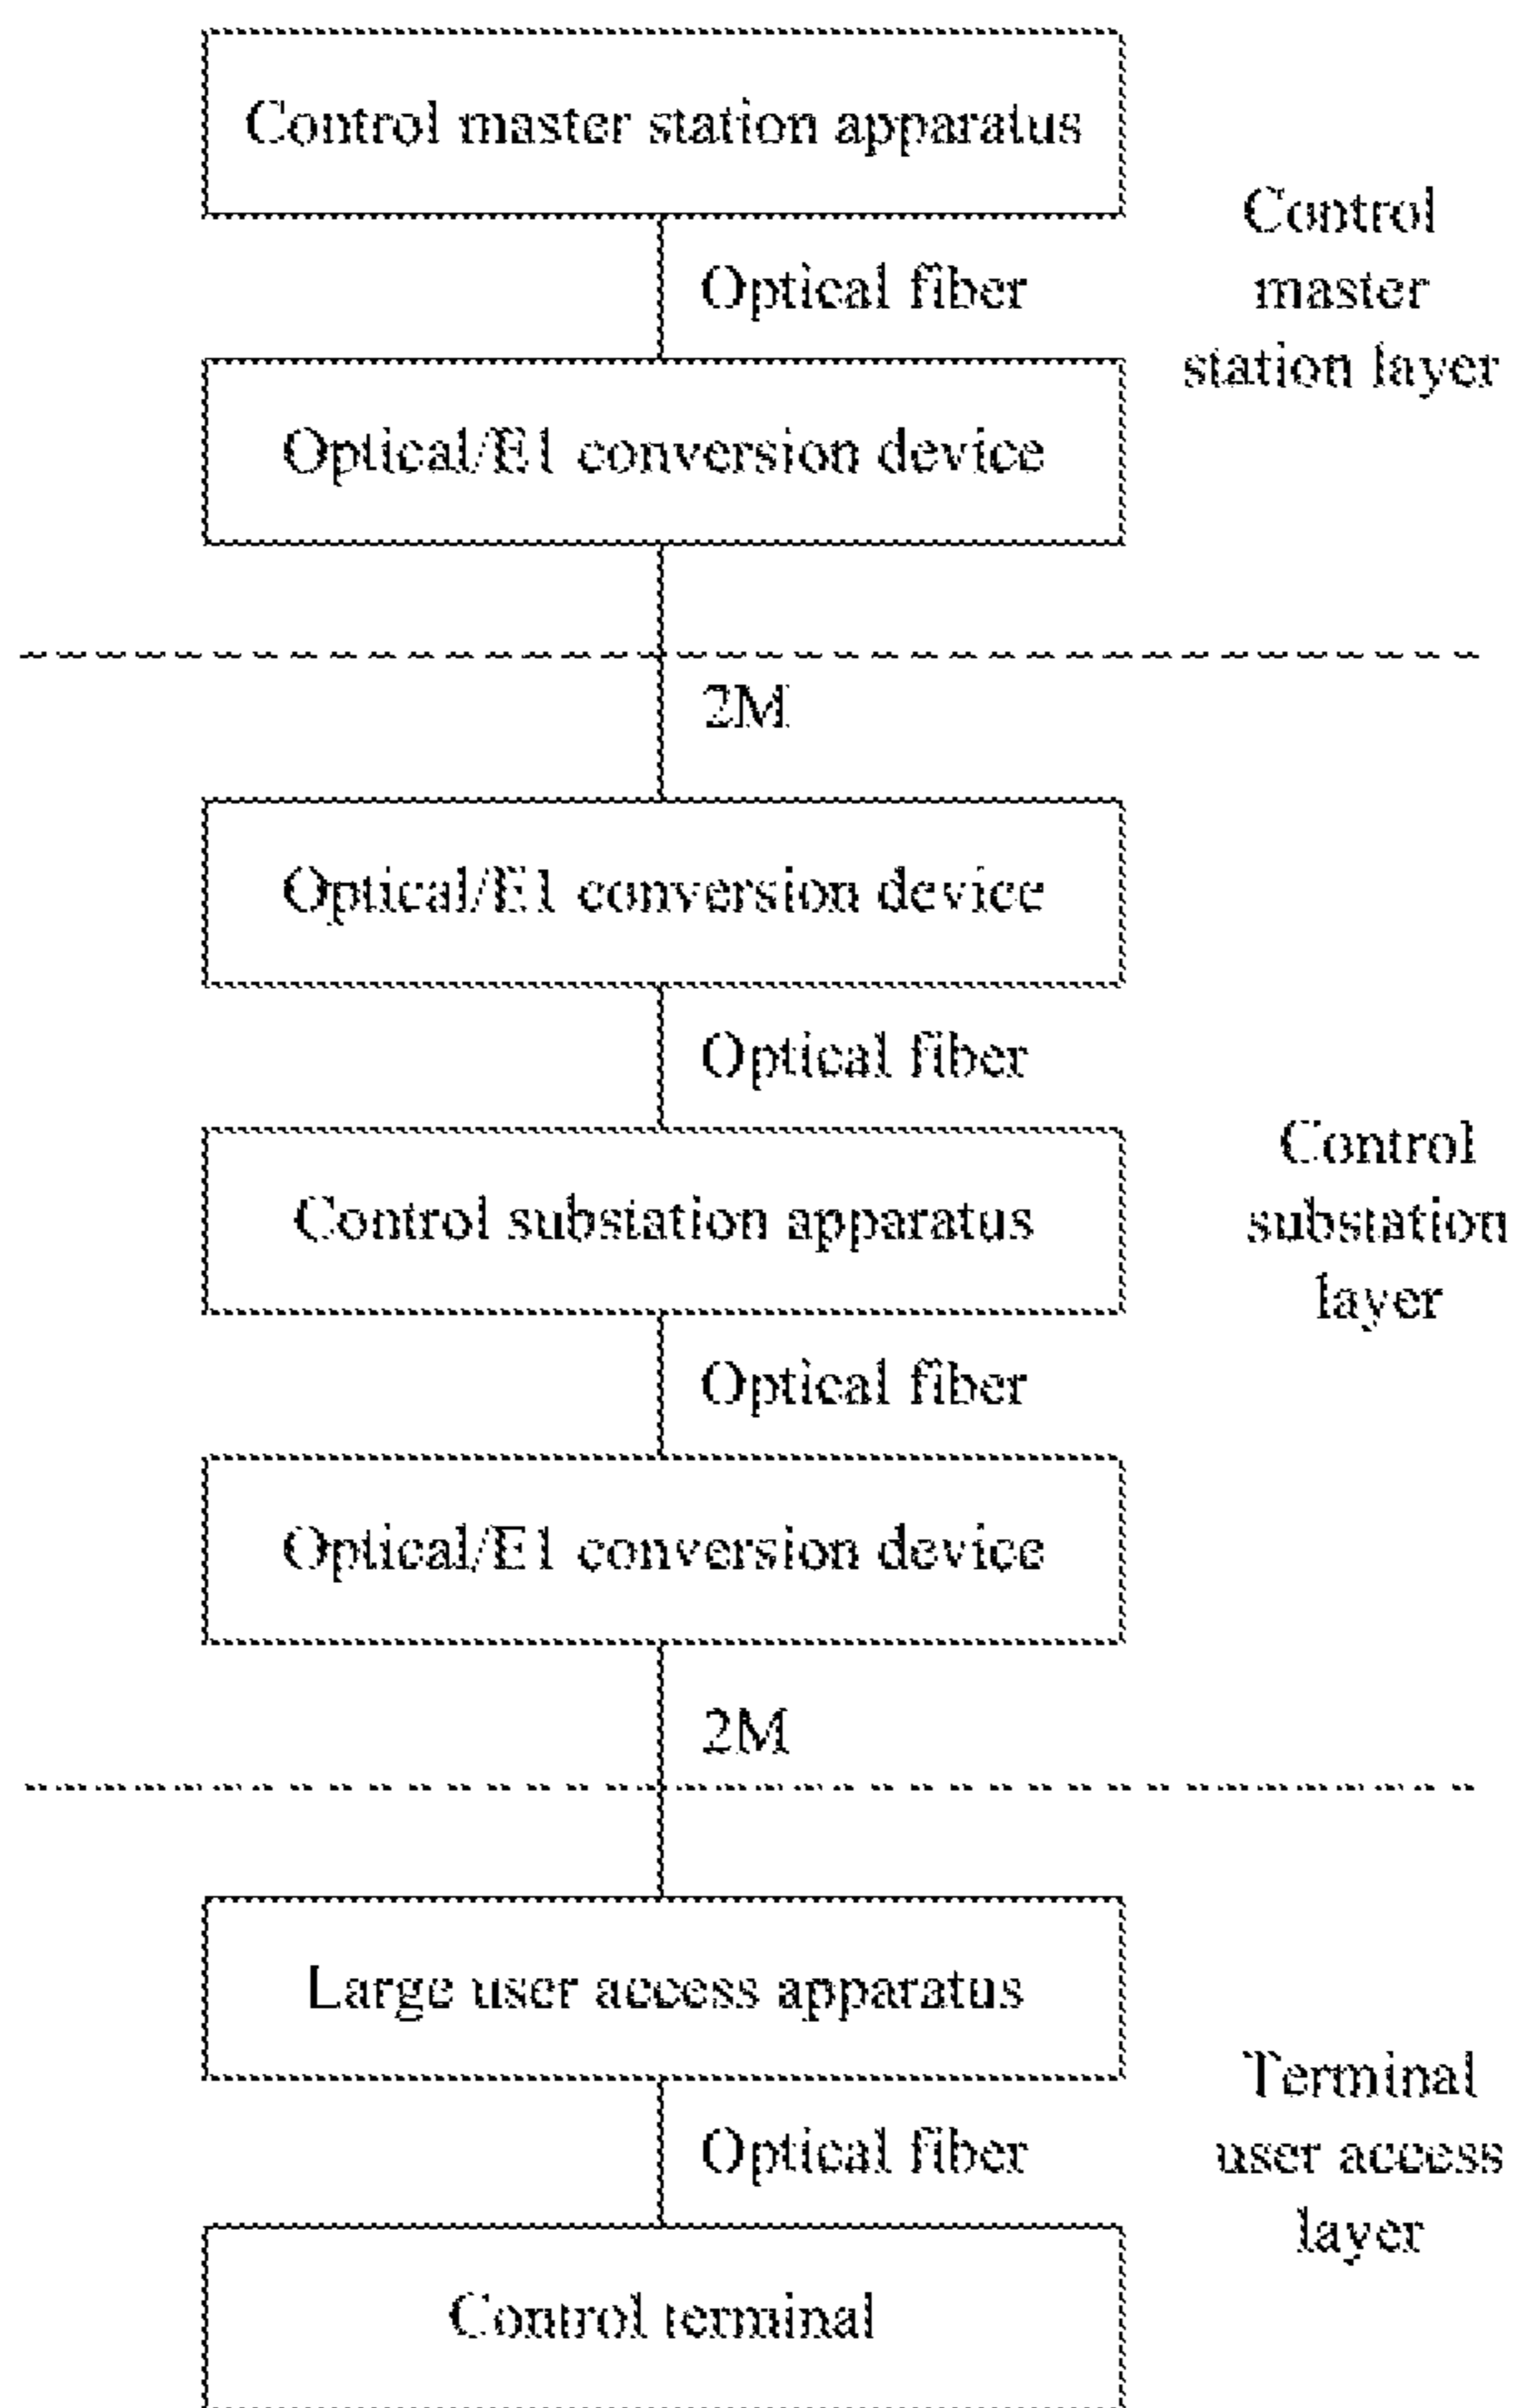 Control master station apparatus
Control
master
station layer
Optical fiber
Optical/E1 conversion device
2M
Optical/E1 conversion device
Optical fiber
Control substation apparatus
Control
substation
layer
Optical fiber
Optical/E1 conversion device
2M
Large user access apparatus
Terminal
user access
layer
Optical fiber
Control terminal